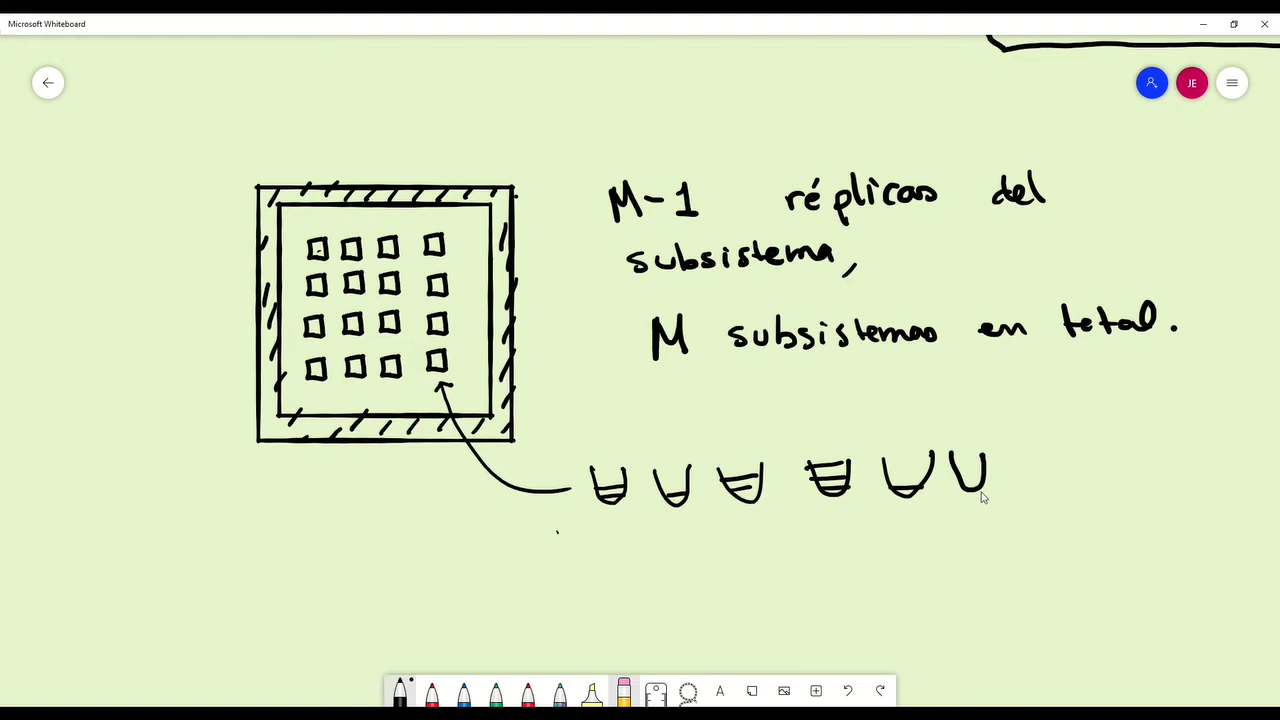 Microsoft Whiteboard
JE
M-1 réplicas del
subsistema,
M subsistemas en total.
A